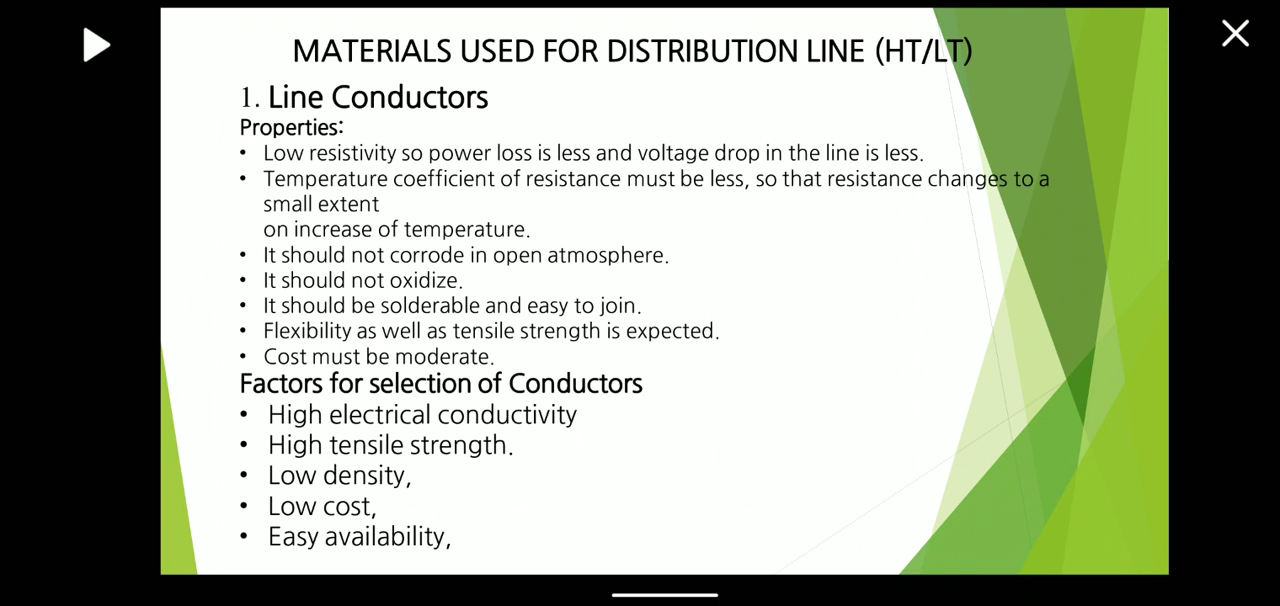 MATERIALS USED FOR DISTRIBUTION LINE (HT/LT)
1. Line Conductors
Properties:
• Low resistivity so power loss is less and voltage drop in the line is less.
• Temperature coefficient of resistance must be less, so that resistance changes to a
small extent
on increase of temperature.
• It should not corrode in open atmosphere.
• It should not oxidize.
• It should be solderable and easy to join.
• Flexibility as well as tensile strength is expected.
• Cost must be moderate.
Factors for selection of Conductors
• High electrical conductivity
• High tensile strength.
• Low density,
• Low cost,
• Easy availability,